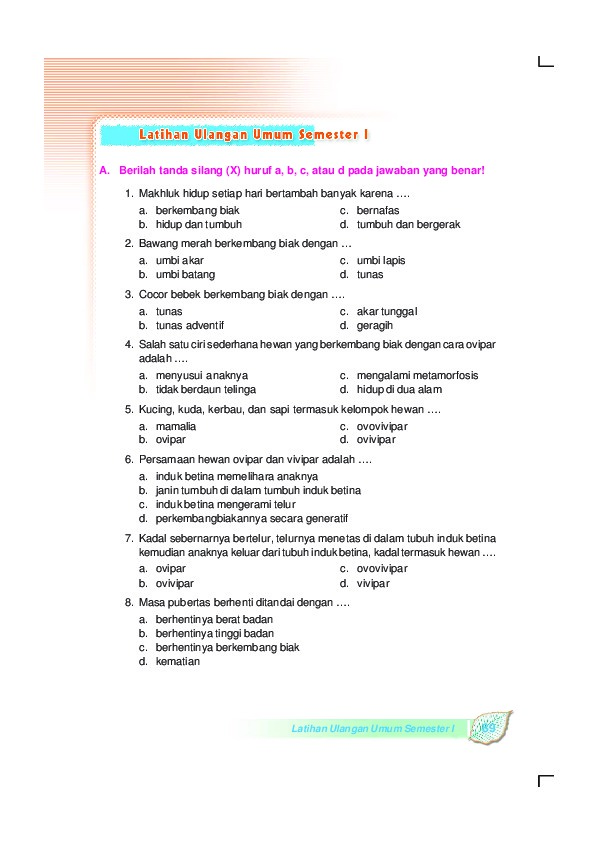 Latihan Ulangan Umum Semester I
A. Berilah tanda silang (X) huruf a, b, c, atau d pada jawaban yang benar!
1. Makhluk hidup setiap hari bertambah banyak karena ….
a. berkembang biak c. bernafas
b. hidup dan tumbuh d. tumbuh dan bergerak
2. Bawang merah berkembang biak dengan …
a. umbi akar c. umbi lapis
b. umbi batang d. tunas
3. Cocor bebek berkembang biak dengan ….
a. tunas c. akar tunggal
b. tunas adventif d. geragih
4. Salah satu ciri sederhana hewan yang berkembang biak dengan cara ovipar
adalah ….
a. menyusui anaknya c. mengalami metamorfosis
b. tidak berdaun telinga d. hidup di dua alam
5. Kucing, kuda, kerbau, dan sapi termasuk kelompok hewan ….
a. mamalia c. ovovivipar
b. ovipar d. ovivipar
6. Persamaan hewan ovipar dan vivipar adalah ….
a. induk betina memelihara anaknya
b. janin tumbuh di dalam tumbuh induk betina
c. induk betina mengerami telur
d. perkembangbiakannya secara generatif
7. Kadal sebernarnya bertelur, telurnya menetas di dalam tubuh induk betina
kemudian anaknya keluar dari tubuh induk betina, kadal termasuk hewan ….
a. ovipar c. ovovivipar
b. ovivipar d. vivipar
8. Masa pubertas berhenti ditandai dengan ….
a. berhentinya berat badan
b. berhentinya tinggi badan
c. berhentinya berkembang biak
d. kematian
Latihan Ulangan Umum Semester I